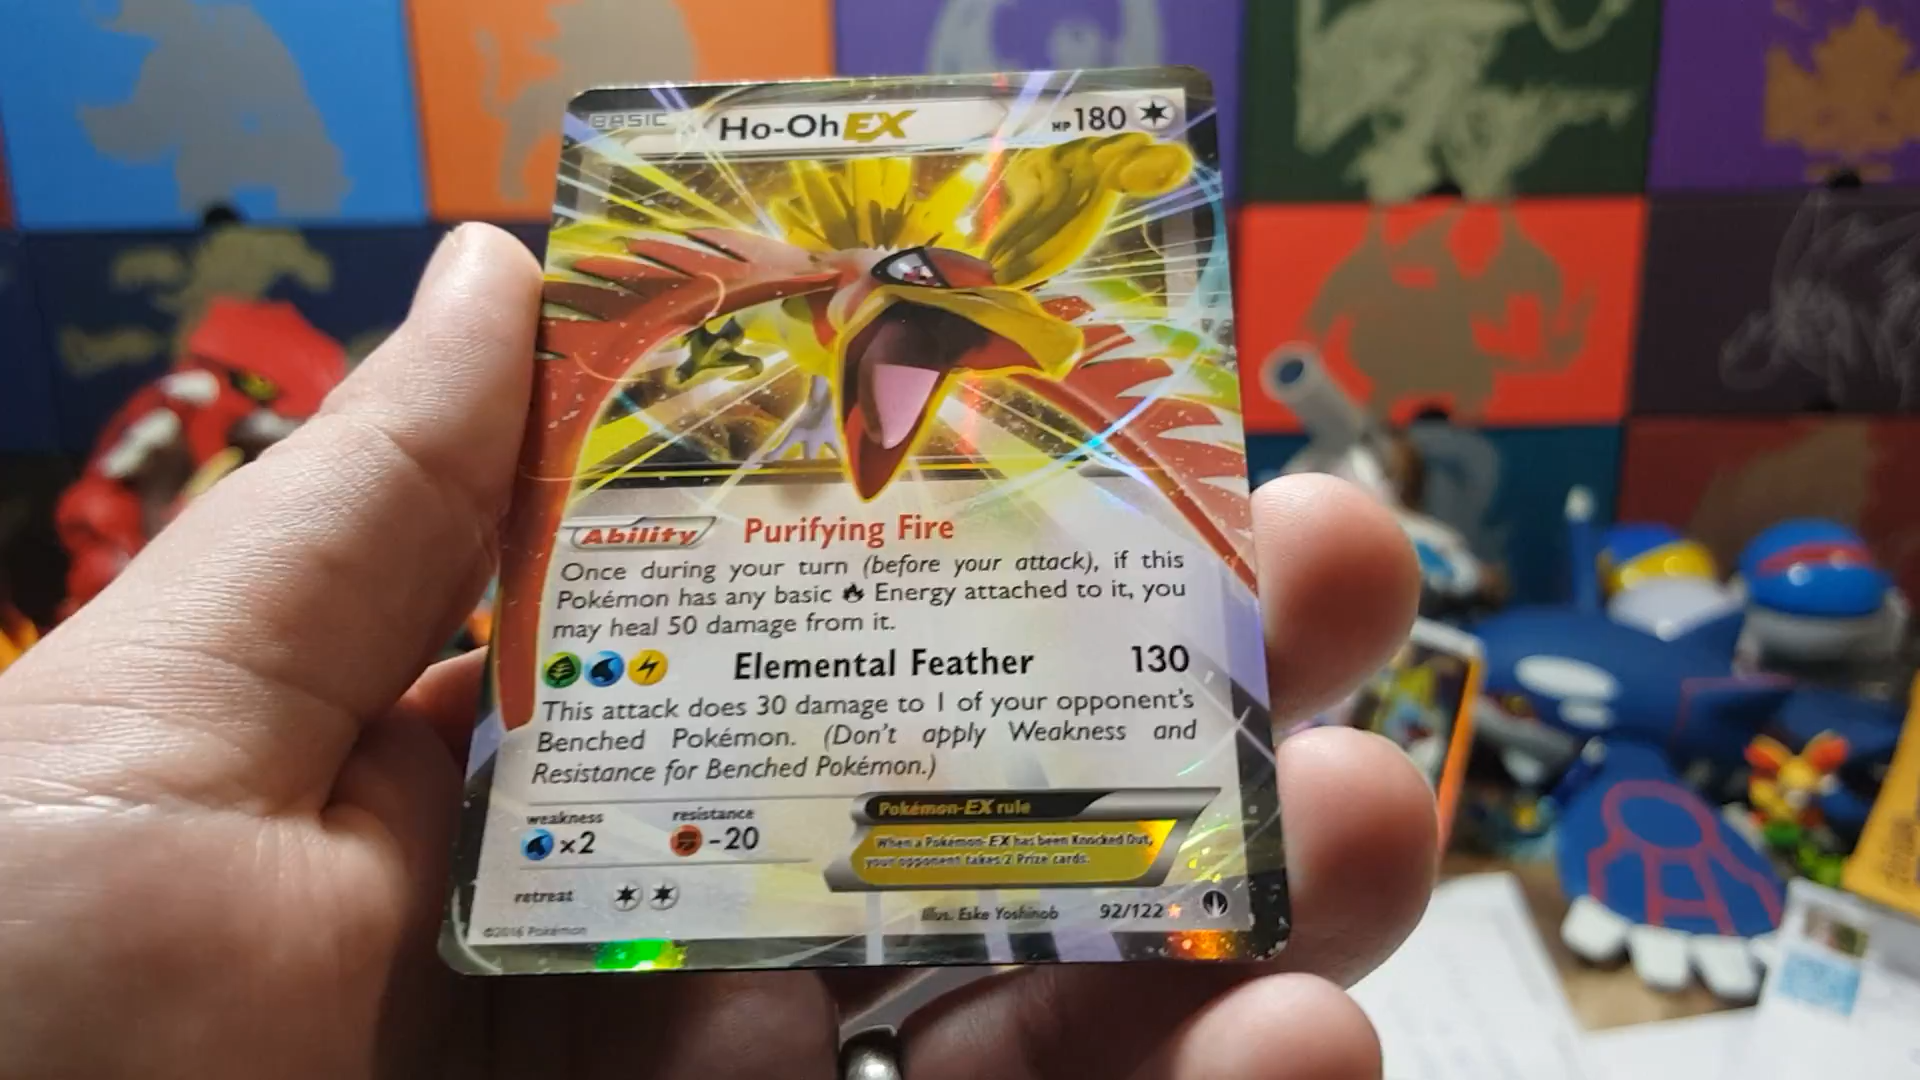 BASIC Ho-Oh EX HP 180
Ability Purifying Fire
Once during your turn (before your attack), if this
Pokémon has any basic Energy attached to it, you
may heal 50 damage from it.
Elemental Feather 130
This attack does 30 damage to 1 of your opponent's
Benched Pokémon. (Don't apply Weakness and
Resistance for Benched Pokémon.)
weakness resistance
×2 -20
Pokémon-EX rule
When a Pokémon-EX has been Knocked Out,
your opponent takes 2 Prize cards.
retreat
Illus. Eske Yoshinob 92/122
©2016 Pokémon